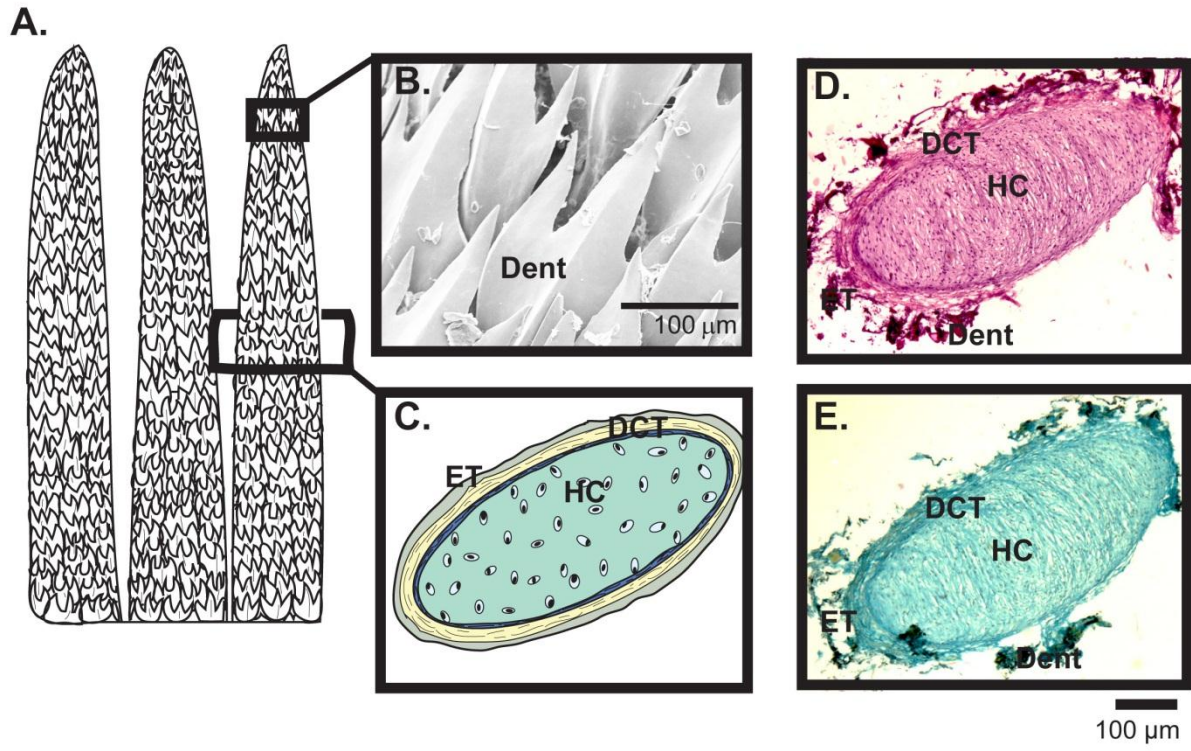 A.
B.
Dent
100 μm
C.
DCT
ET
HC
D.
DCT
HC
ET
Dent
E.
DCT
HC
ET
Dent
100 μm